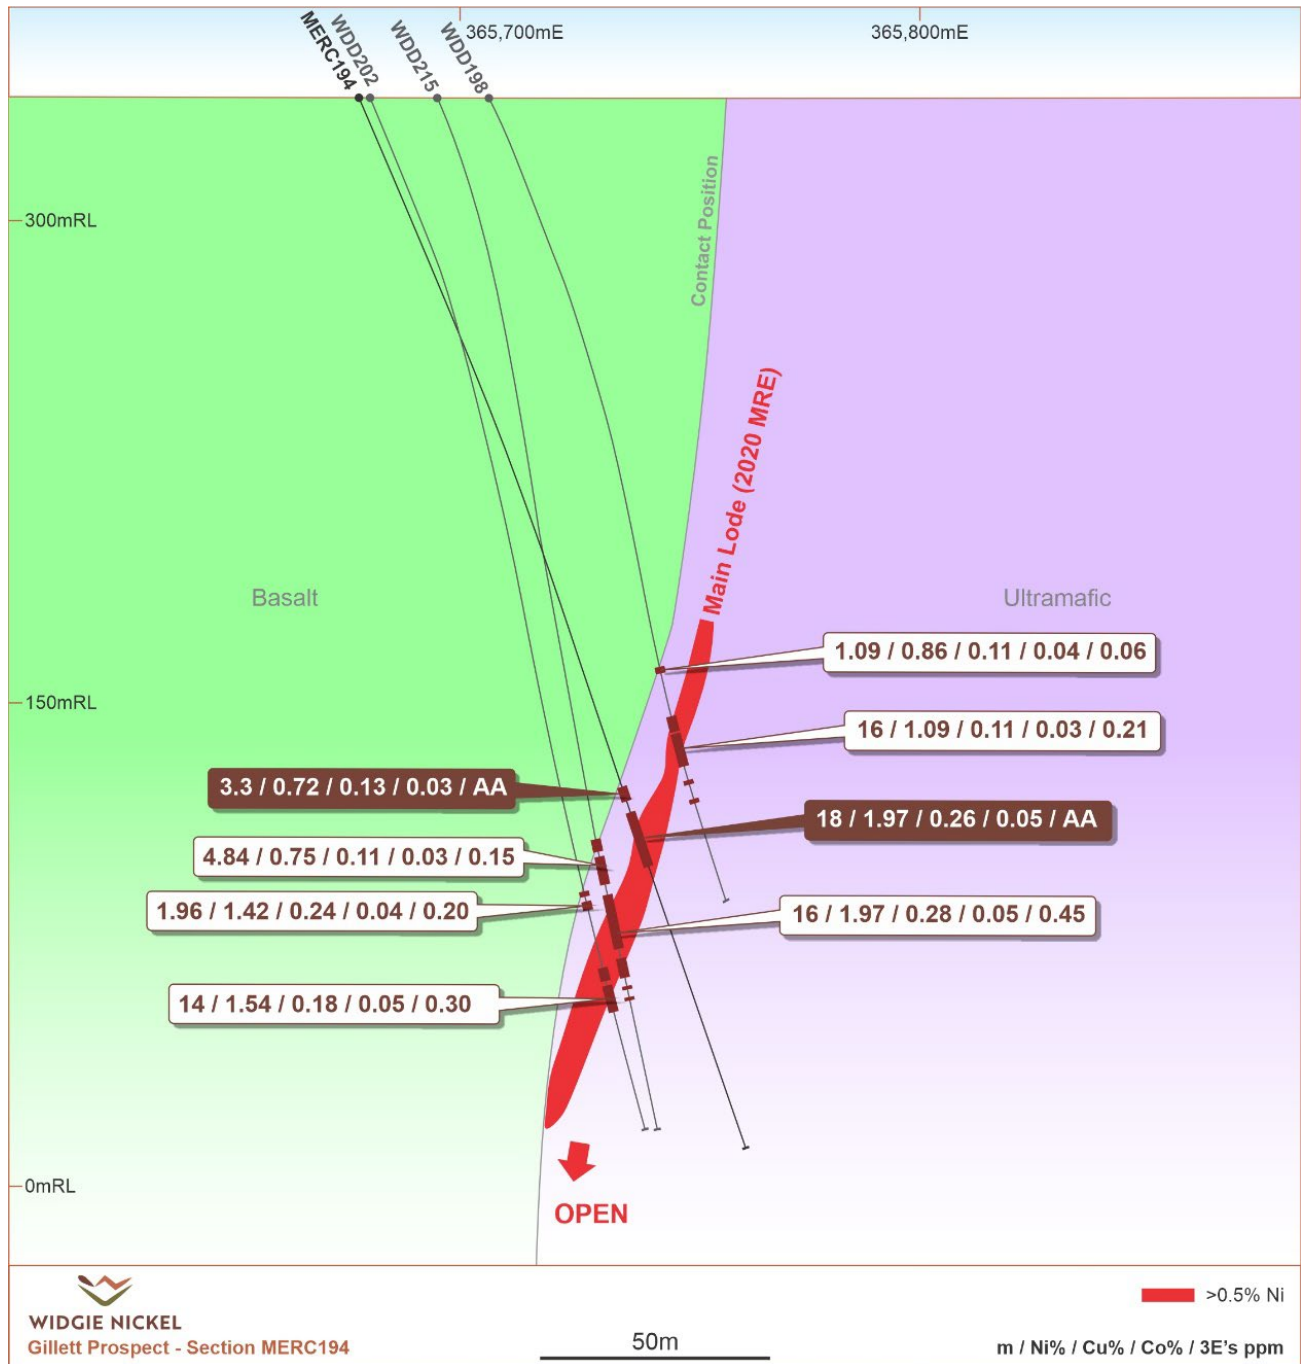 365,700mE
365,800mE
MERC194
WDD202
WDD215
WDD198
Contact Position
300mRL
Main Lode (2020 MRE)
Basalt
Ultramafic
1.09 / 0.86 / 0.11 / 0.04 / 0.06
150mRL
16 / 1.09 / 0.11 / 0.03 / 0.21
3.3 / 0.72 / 0.13 / 0.03 / AA
18 / 1.97 / 0.26 / 0.05 / AA
4.84 / 0.75 / 0.11 / 0.03 / 0.15
1.96 / 1.42 / 0.24 / 0.04 / 0.20
16 / 1.97 / 0.28 / 0.05 / 0.45
14 / 1.54 / 0.18 / 0.05 / 0.30
0mRL
OPEN
>0.5% Ni
WIDGIE NICKEL
Gillett Prospect - Section MERC194
50m
m / Ni% / Cu% / Co% / 3E's ppm